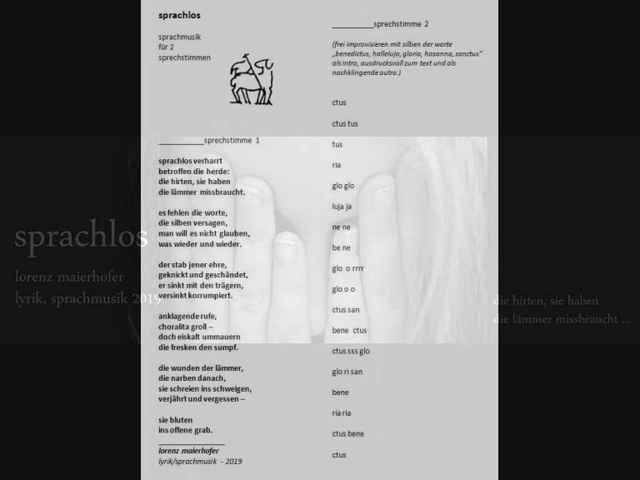 sprachlos
sprachmusik
für 2
sprechstimmen
__________sprechstimme 1
sprachlos verharrt
betroffen die herde:
die hirten, sie haben
die lämmer missbraucht.
es fehlen die worte,
die silben versagen,
man will es nicht glauben,
was wieder und wieder.
der stab jener ehre,
geknickt und geschändet,
er sinkt mit den trägern,
versinkt korrumpiert.
anklagende rufe,
choralita groll –
doch eiskalt ummauern
die fresken den sumpf.
die wunden der lämmer,
die narben danach,
sie schreien ins schweigen,
verjährt und vergessen –
sie bluten
ins offene grab.
lorenz maierhofer
lyrik/sprachmusik - 2019
__________sprechstimme 2
(frei improvisieren mit silben der worte
„benedictus, halleluja, gloria, hosanna, sanctus“
als intro, ausdrucksvoll zum text und als
nachklingende outro.)
ctus
ctus tus
tus
ria
glo glo
luja ja
ne ne
be ne
glo o rrrr
glo o o
ctus san
bene ctus
ctus sss glo
glo ri san
bene
ria ria
ctus bene
ctus
sprachlos
lorenz maierhofer
lyrik, sprachmusik 2019
die hirten, sie haben
die lämmer missbraucht ...